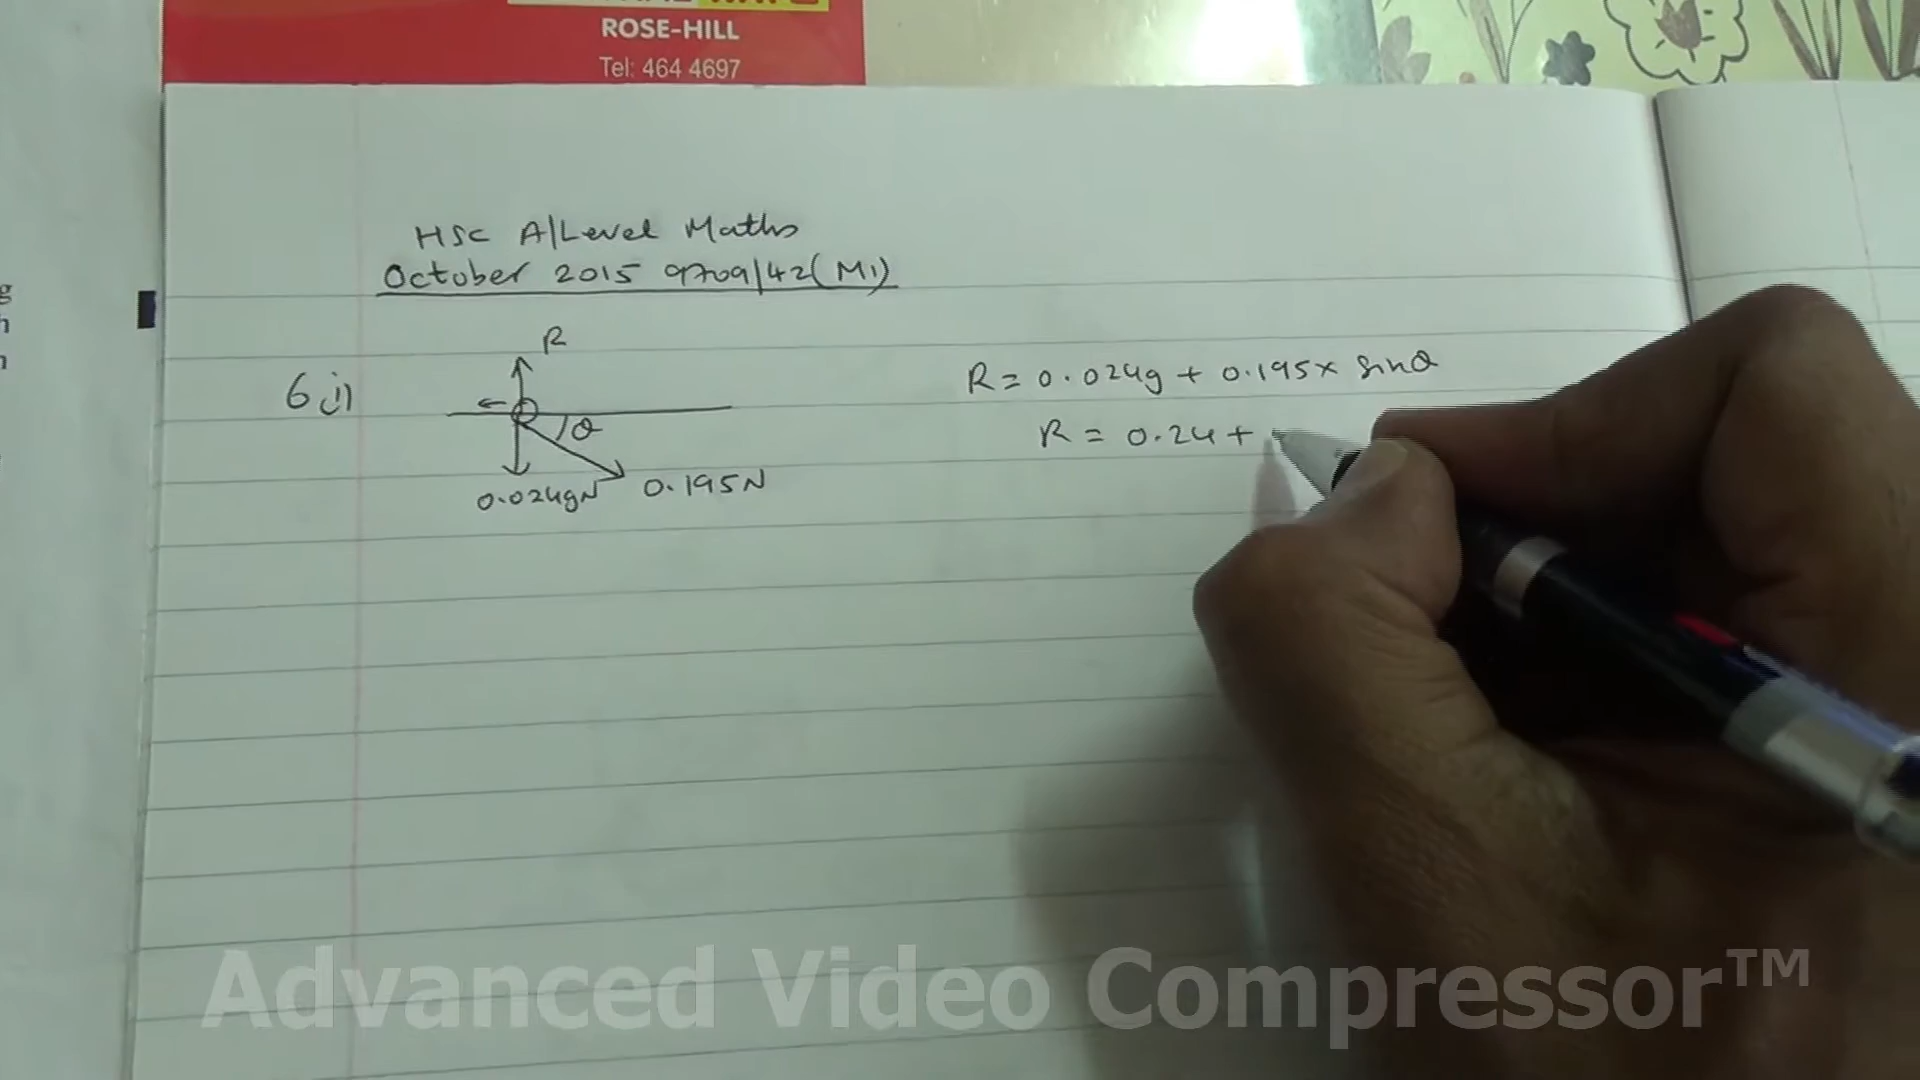 ROSE-HILL
Tel: 464 4697
g
h
n
HSC A/Level Maths
October 2015 9709/42(M1)
6 i)
R
θ
0.024gN
0.195N
R = 0.024g + 0.195x sinθ
R = 0.24 +
Advanced Video Compressor™